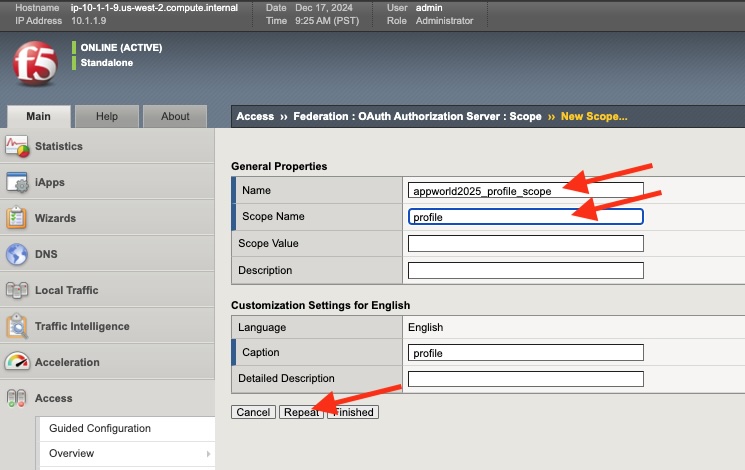 Hostname ip-10-1-1-9.us-west-2.compute.internal Date Dec 17, 2024 User admin
IP Address 10.1.1.9 Time 9:25 AM (PST) Role Administrator
f5
ONLINE (ACTIVE)
Standalone
Main Help About
Access ›› Federation : OAuth Authorization Server : Scope ›› New Scope...
Statistics
iApps
Wizards
DNS
Local Traffic
Traffic Intelligence
Acceleration
Access
Guided Configuration
Overview
General Properties
Name appworld2025_profile_scope
Scope Name profile
Scope Value
Description
Customization Settings for English
Language English
Caption profile
Detailed Description
Cancel Repeat Finished